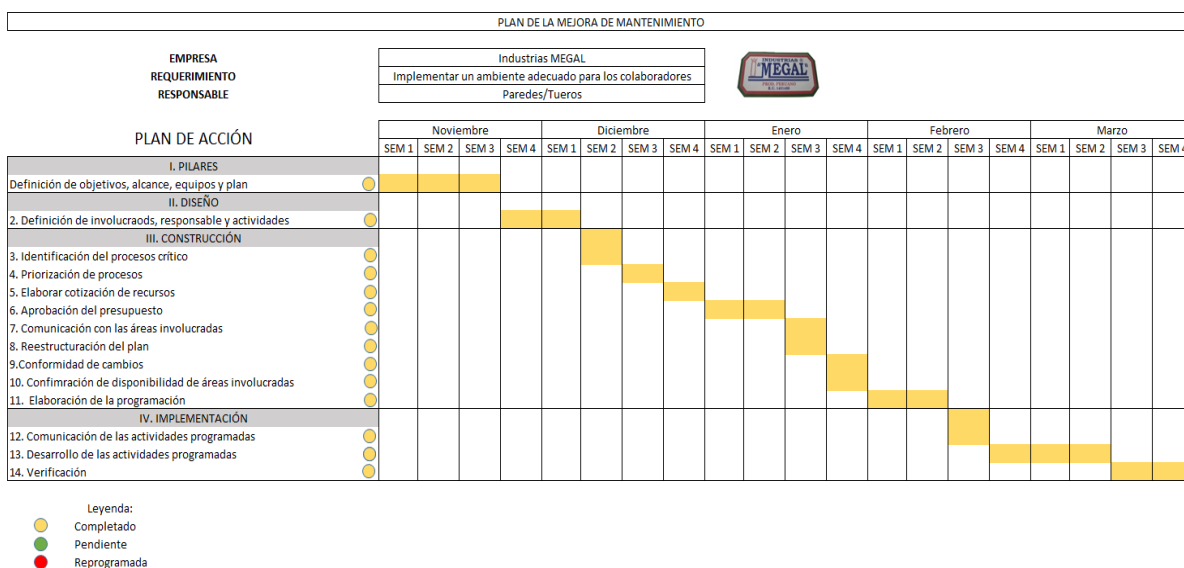 PLAN DE LA MEJORA DE MANTENIMIENTO
EMPRESA Industrias MEGAL
REQUERIMIENTO Implementar un ambiente adecuado para los colaboradores
RESPONSABLE Paredes/Tueros
INDUSTRIAS
"MEGAL"
PLAN DE ACCIÓN
Noviembre Diciembre Enero Febrero Marzo
SEM 1 SEM 2 SEM 3 SEM 4 SEM 1 SEM 2 SEM 3 SEM 4 SEM 1 SEM 2 SEM 3 SEM 4 SEM 1 SEM 2 SEM 3 SEM 4 SEM 1 SEM 2 SEM 3 SEM 4
I. PILARES
Definición de objetivos, alcance, equipos y plan
II. DISEÑO
2. Definición de involucraods, responsable y actividades
III. CONSTRUCCIÓN
3. Identificación del procesos crítico
4. Priorización de procesos
5. Elaborar cotización de recursos
6. Aprobación del presupuesto
7. Comunicación con las áreas involucradas
8. Reestructuración del plan
9.Conformidad de cambios
10. Confimración de disponibilidad de áreas involucradas
11. Elaboración de la programación
IV. IMPLEMENTACIÓN
12. Comunicación de las actividades programadas
13. Desarrollo de las actividades programadas
14. Verificación
Leyenda:
Completado
Pendiente
Reprogramada